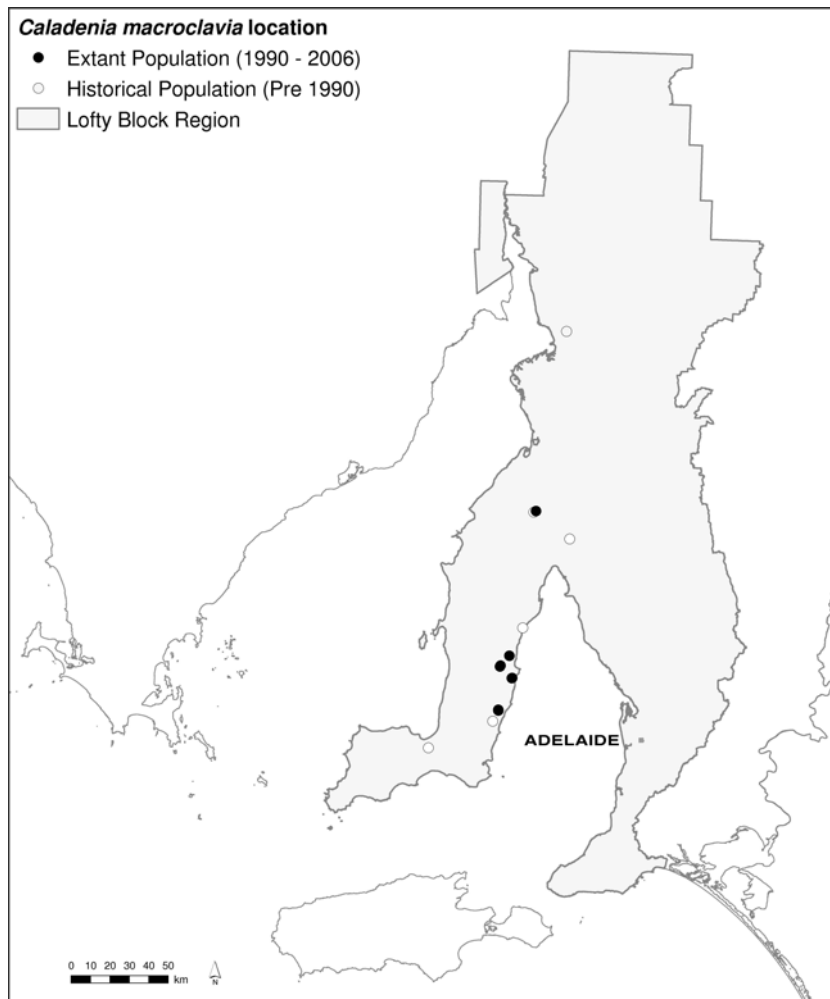 Caladenia macroclavia location
Extant Population (1990 - 2006)
Historical Population (Pre 1990)
Lofty Block Region
ADELAIDE
0 10 20 30 40 50
km
N